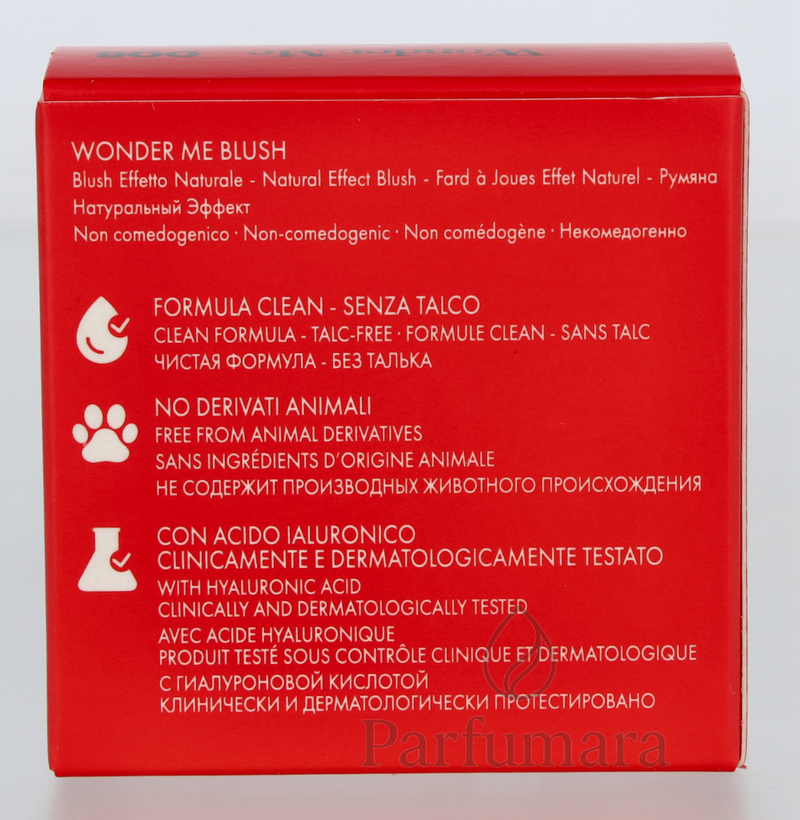 Wonder Me 008
WONDER ME BLUSH
Blush Effetto Naturale - Natural Effect Blush - Fard à Joues Effet Naturel - Румяна
Натуральный Эффект
Non comedogenico · Non-comedogenic · Non comédogène · Некомедогенно
FORMULA CLEAN - SENZA TALCO
CLEAN FORMULA - TALC-FREE · FORMULE CLEAN - SANS TALC
ЧИСТАЯ ФОРМУЛА - БЕЗ ТАЛЬКА
NO DERIVATI ANIMALI
FREE FROM ANIMAL DERIVATIVES
SANS INGRÉDIENTS D'ORIGINE ANIMALE
НЕ СОДЕРЖИТ ПРОИЗВОДНЫХ ЖИВОТНОГО ПРОИСХОЖДЕНИЯ
CON ACIDO IALURONICO
CLINICAMENTE E DERMATOLOGICAMENTE TESTATO
WITH HYALURONIC ACID
CLINICALLY AND DERMATOLOGICALLY TESTED
AVEC ACIDE HYALURONIQUE
PRODUIT TESTÉ SOUS CONTRÔLE CLINIQUE ET DERMATOLOGIQUE
С ГИАЛУРОНОВОЙ КИСЛОТОЙ
КЛИНИЧЕСКИ И ДЕРМАТОЛОГИЧЕСКИ ПРОТЕСТИРОВАНО
Parfumara